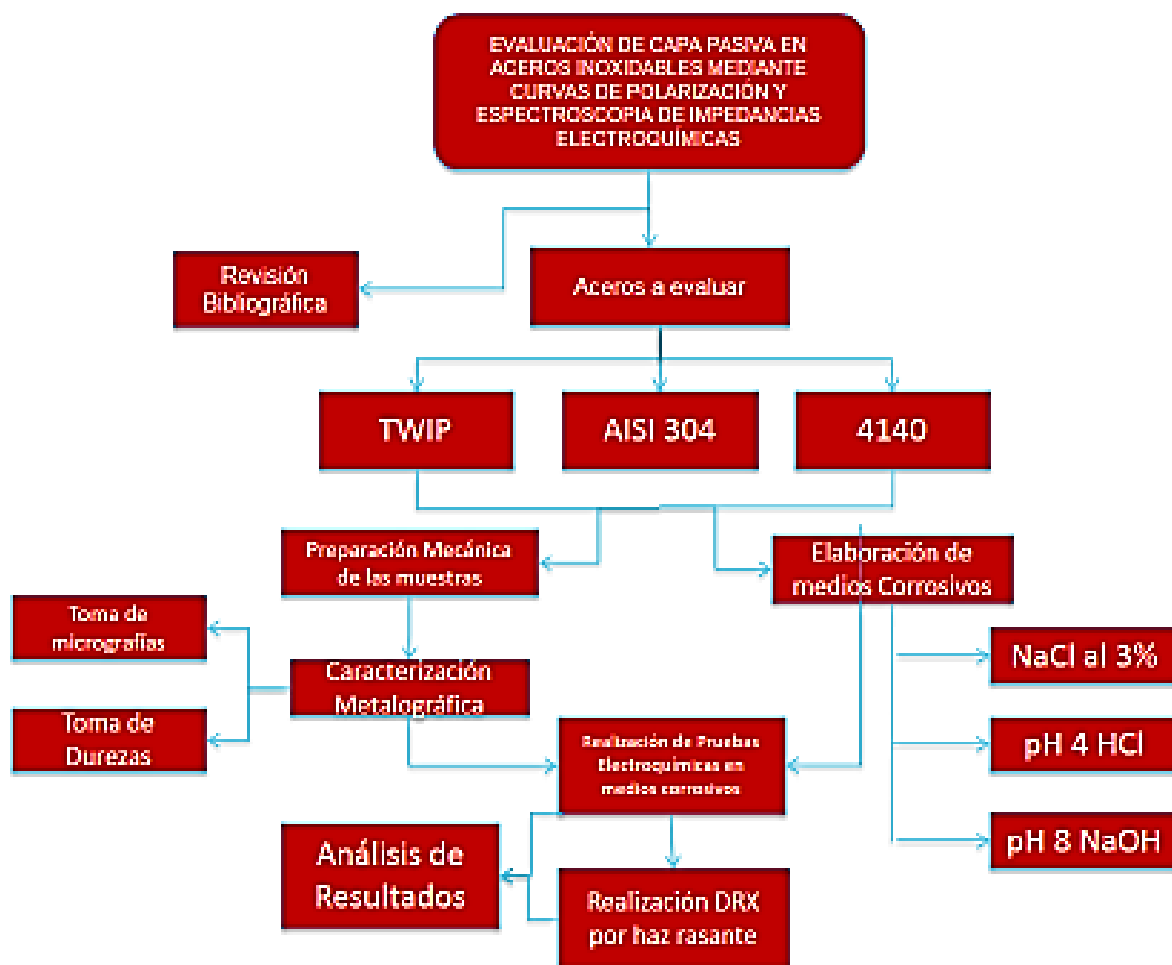 EVALUACIÓN DE CAPA PASIVA EN
ACEROS INOXIDABLES MEDIANTE
CURVAS DE POLARIZACIÓN Y
ESPECTROSCOPIA DE IMPEDANCIAS
ELECTROQUÍMICAS
Revisión
Bibliográfica
Aceros a evaluar
TWIP
AISI 304
4140
Preparación Mecánica
de las muestras
Elaboración de
medios Corrosivos
Toma de
micrografías
Caracterización
Metalográfica
NaCl al 3%
Toma de
Durezas
Realización de Pruebas
Electroquímicas en
medios corrosivos
pH 4 HCl
Análisis de
Resultados
pH 8 NaOH
Realización DRX
por haz rasante